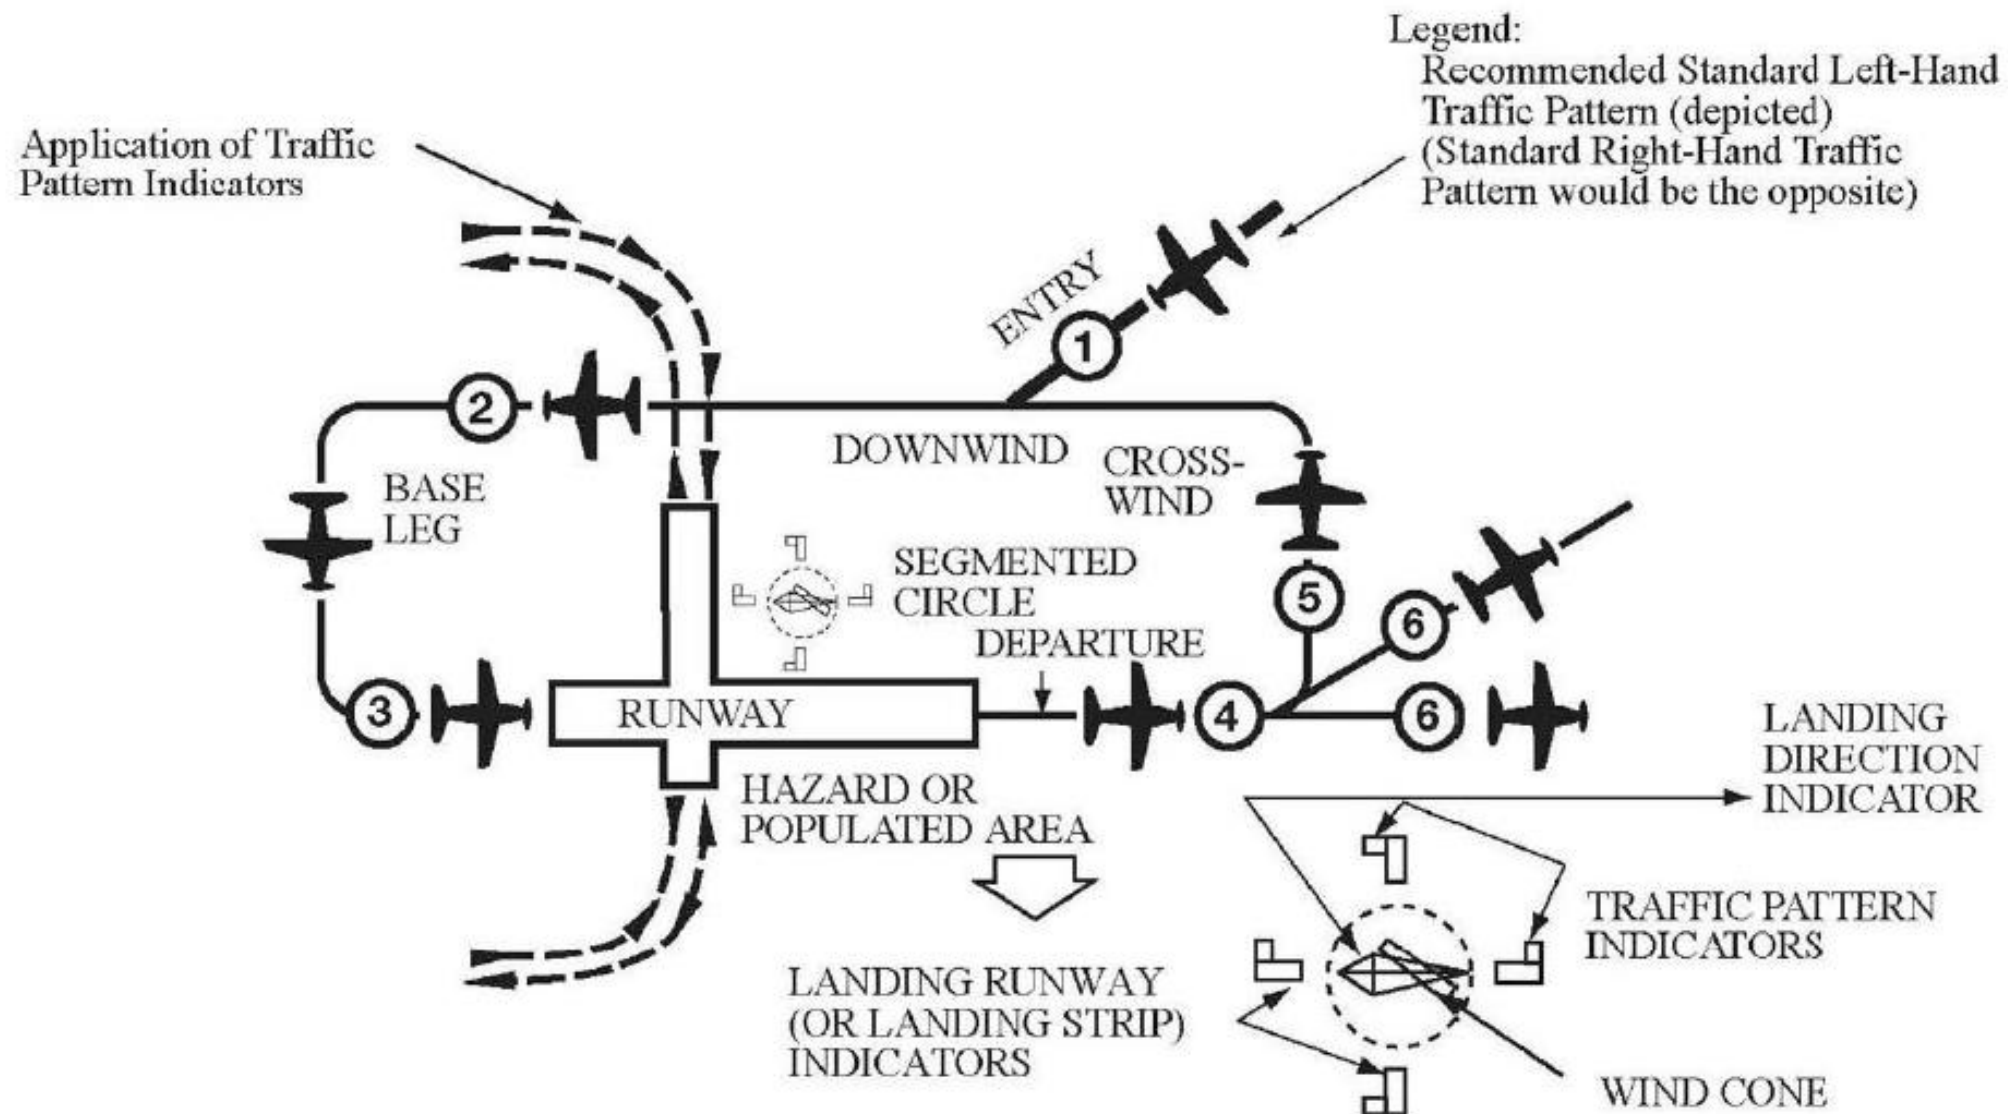 Legend:
Recommended Standard Left-Hand
Traffic Pattern (depicted)
(Standard Right-Hand Traffic
Pattern would be the opposite)
Application of Traffic
Pattern Indicators
ENTRY
1
2
DOWNWIND
CROSS-
WIND
BASE
LEG
SEGMENTED
CIRCLE
5
6
DEPARTURE
3
RUNWAY
4
6
LANDING
DIRECTION
INDICATOR
HAZARD OR
POPULATED AREA
TRAFFIC PATTERN
INDICATORS
LANDING RUNWAY
(OR LANDING STRIP)
INDICATORS
WIND CONE